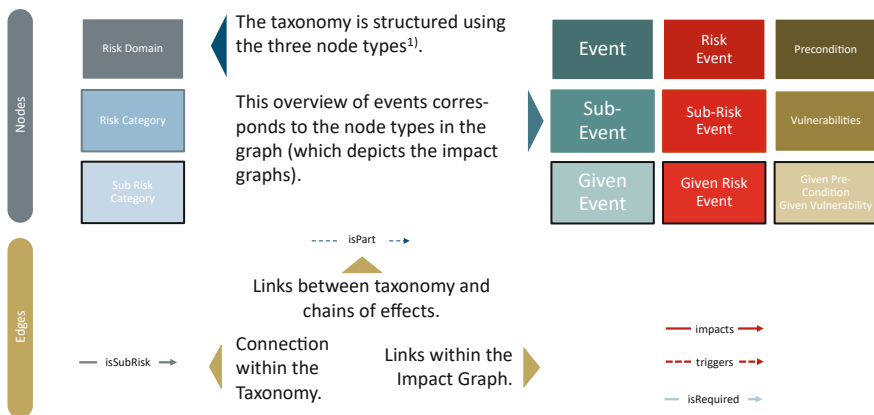 Nodes
Risk Domain
Risk Category
Sub Risk
Category
The taxonomy is structured using
the three node types1).
This overview of events corres-
ponds to the node types in the
graph (which depicts the impact
graphs).
Event
Risk
Event
Precondition
Sub-
Event
Sub-Risk
Event
Vulnerabilities
Given
Event
Given Risk
Event
Given Pre-
Condition
Given Vulnerability
Edges
isPart
Links between taxonomy and
chains of effects.
isSubRisk
Connection
within the
Taxonomy.
Links within the
Impact Graph.
impacts
triggers
isRequired